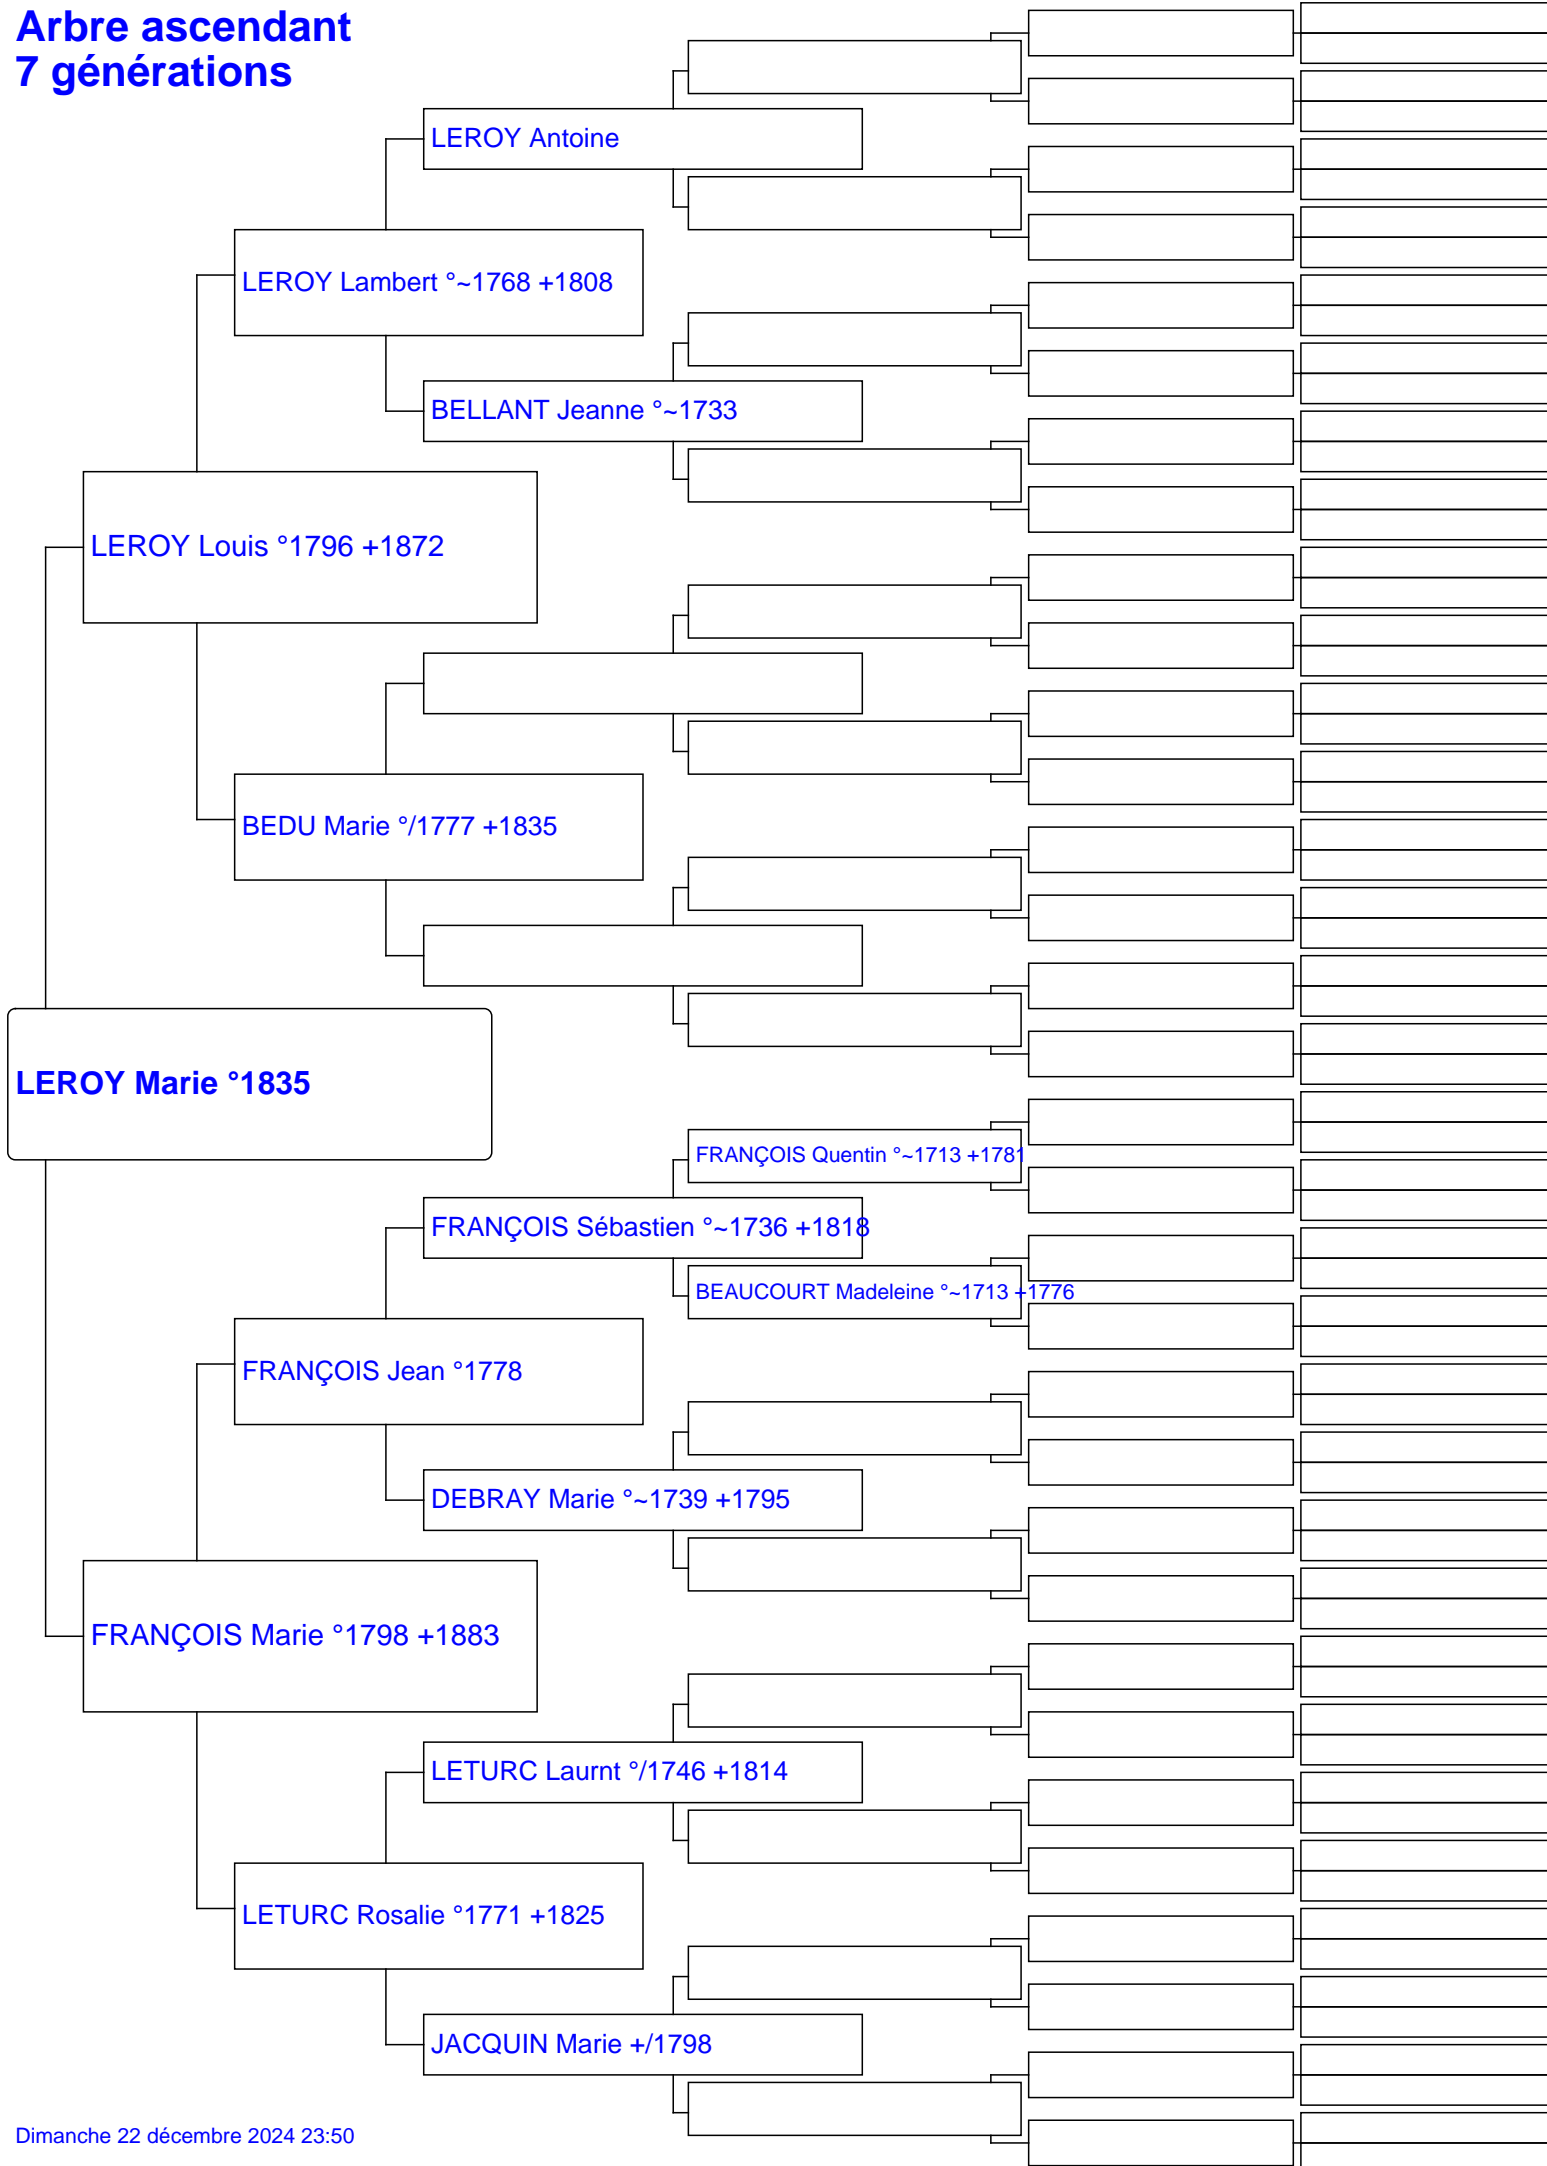 Arbre ascendant
7 générations
LEROY Antoine
LEROY Lambert °~1768 +1808
BELLANT Jeanne °~1733
LEROY Louis °1796 +1872
BEDU Marie °/1777 +1835
LEROY Marie °1835
FRANÇOIS Quentin °~1713 +1781
FRANÇOIS Sébastien °~1736 +1818
BEAUCOURT Madeleine °~1713 +1776
FRANÇOIS Jean °1778
DEBRAY Marie °~1739 +1795
FRANÇOIS Marie °1798 +1883
LETURC Laurnt °/1746 +1814
LETURC Rosalie °1771 +1825
JACQUIN Marie +/1798
Dimanche 22 décembre 2024 23:50